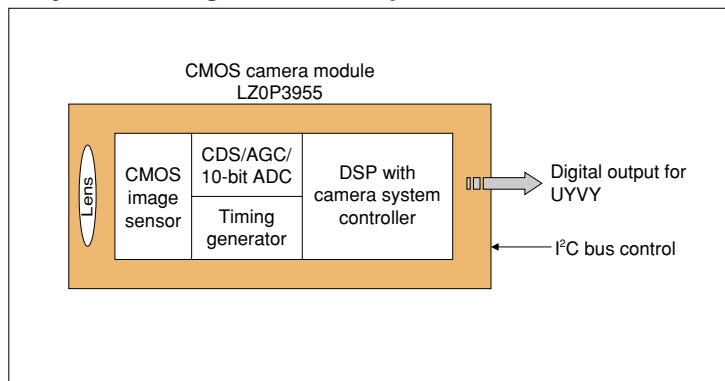 CMOS camera module
LZ0P3955
Lens
CMOS
image
sensor
CDS/AGC/
10-bit ADC
Timing
generator
DSP with
camera system
controller
Digital output for
UYVY
I²C bus control